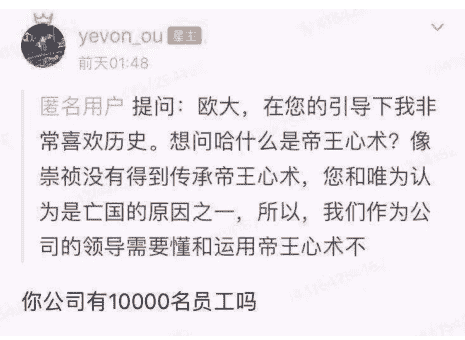 yevon_ou 星主
前天01:48
匿名用户 提问：欧大，在您的引导下我非
常喜欢历史。想问哈什么是帝王心术？像
崇祯没有得到传承帝王心术，您和唯为认
为是亡国的原因之一，所以，我们作为公
司的领导需要懂和运用帝王心术不
你公司有10000名员工吗